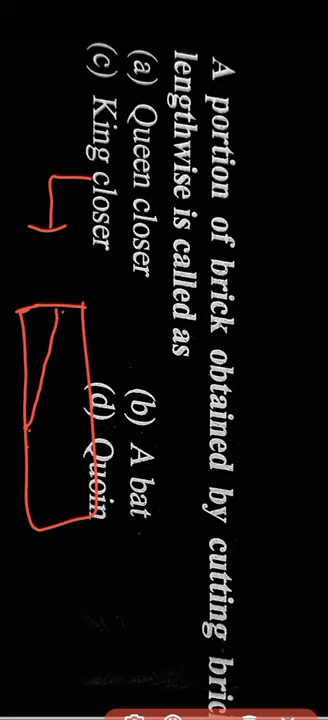 A portion of brick obtained by cutting bric
lengthwise is called as
(a) Queen closer (b) A bat
(c) King closer (d) Quoin